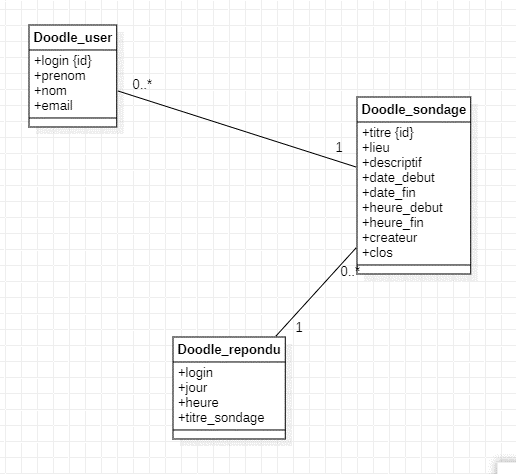 Doodle_user
+login {id}
+prenom
+nom
+email
0..*
1
Doodle_sondage
+titre {id}
+lieu
+descriptif
+date_debut
+date_fin
+heure_debut
+heure_fin
+createur
+clos
0..*
1
Doodle_repondu
+login
+jour
+heure
+titre_sondage